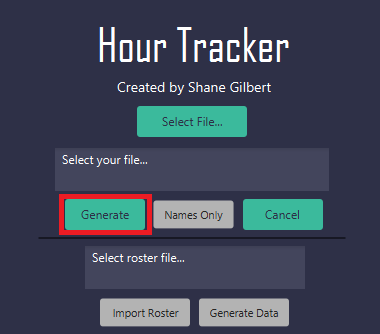 Hour Tracker
Created by Shane Gilbert
Select File...
Select your file...
Generate Names Only Cancel
Select roster file...
Import Roster Generate Data